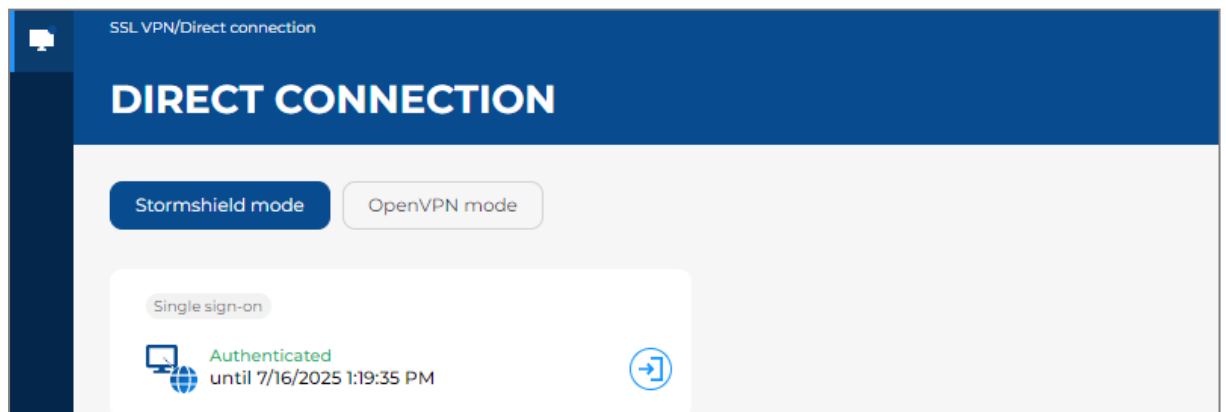 SSL VPN/Direct connection
DIRECT CONNECTION
Stormshield mode
OpenVPN mode
Single sign-on
Authenticated
until 7/16/2025 1:19:35 PM